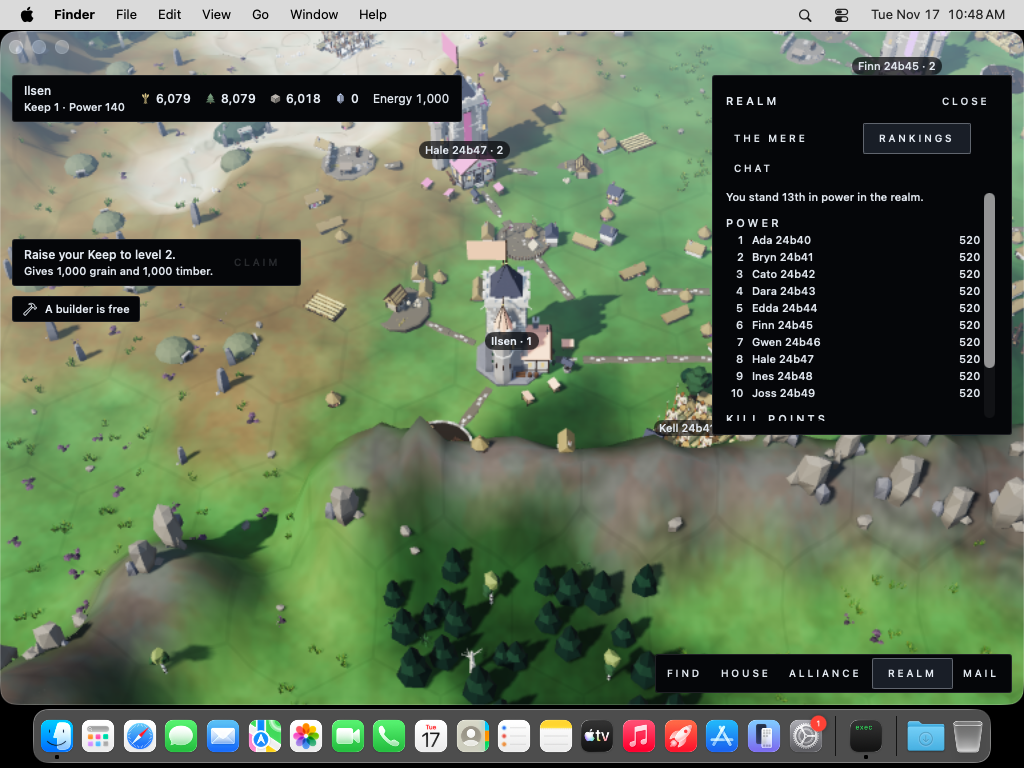 Finder File Edit View Go Window Help Tue Nov 17 10:48 AM
Finn 24b45 · 2
Ilsen
Keep 1 · Power 140
6,079 8,079 6,018 0 Energy 1,000
Hale 24b47 · 2
REALM CLOSE
THE MERE RANKINGS
CHAT
You stand 13th in power in the realm.
POWER
1 Ada 24b40 520
2 Bryn 24b41 520
3 Cato 24b42 520
4 Dara 24b43 520
5 Edda 24b44 520
6 Finn 24b45 520
7 Gwen 24b46 520
8 Hale 24b47 520
9 Ines 24b48 520
10 Joss 24b49 520
KILL POINTS
Raise your Keep to level 2.
Gives 1,000 grain and 1,000 timber.
CLAIM
A builder is free
Ilsen · 1
Kell 24b41
FIND HOUSE ALLIANCE REALM MAIL
Tue
17
tv
1
exec